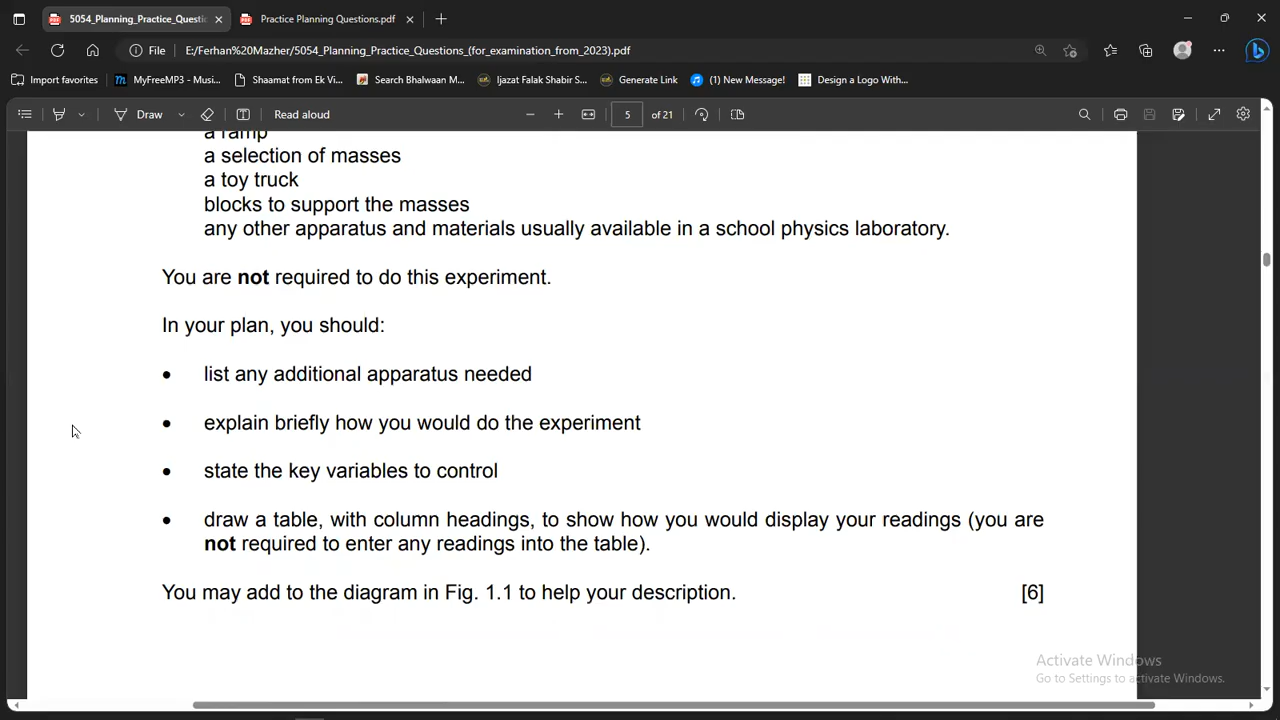 5054_Planning_Practice_Questic
Practice Planning Questions.pdf
File
E:/Ferhan%20Mazher/5054_Planning_Practice_Questions_(for_examination_from_2023).pdf
Import favorites
MyFreeMP3 - Musi...
Shaamat from Ek Vi...
Search Bhalwaan M...
Ijazat Falak Shabir S...
Generate Link
(1) New Message!
Design a Logo With...
Draw
Read aloud
5 of 21
a ramp
a selection of masses
a toy truck
blocks to support the masses
any other apparatus and materials usually available in a school physics laboratory.
You are not required to do this experiment.
In your plan, you should:
• list any additional apparatus needed
• explain briefly how you would do the experiment
• state the key variables to control
• draw a table, with column headings, to show how you would display your readings (you are
not required to enter any readings into the table).
You may add to the diagram in Fig. 1.1 to help your description. [6]
Activate Windows
Go to Settings to activate Windows.